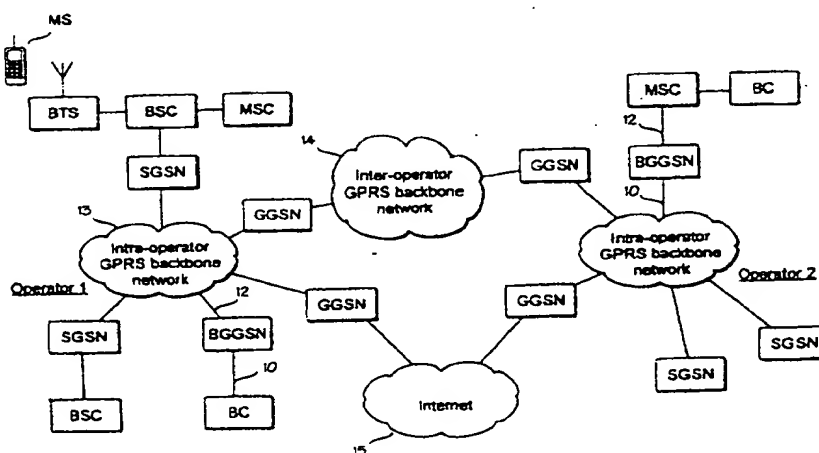 MS
BTS
BSC
MSC
MSC
BC
12
14
SGSN
Inter-operator
GPRS backbone
network
GGSN
BGGSN
10
13
GGSN
Intra-operator
GPRS backbone
network
Intra-operator
GPRS backbone
network
Operator 1
Operator 2
12
GGSN
GGSN
SGSN
BGGSN
SGSN
SGSN
10
BSC
BC
Internet
15